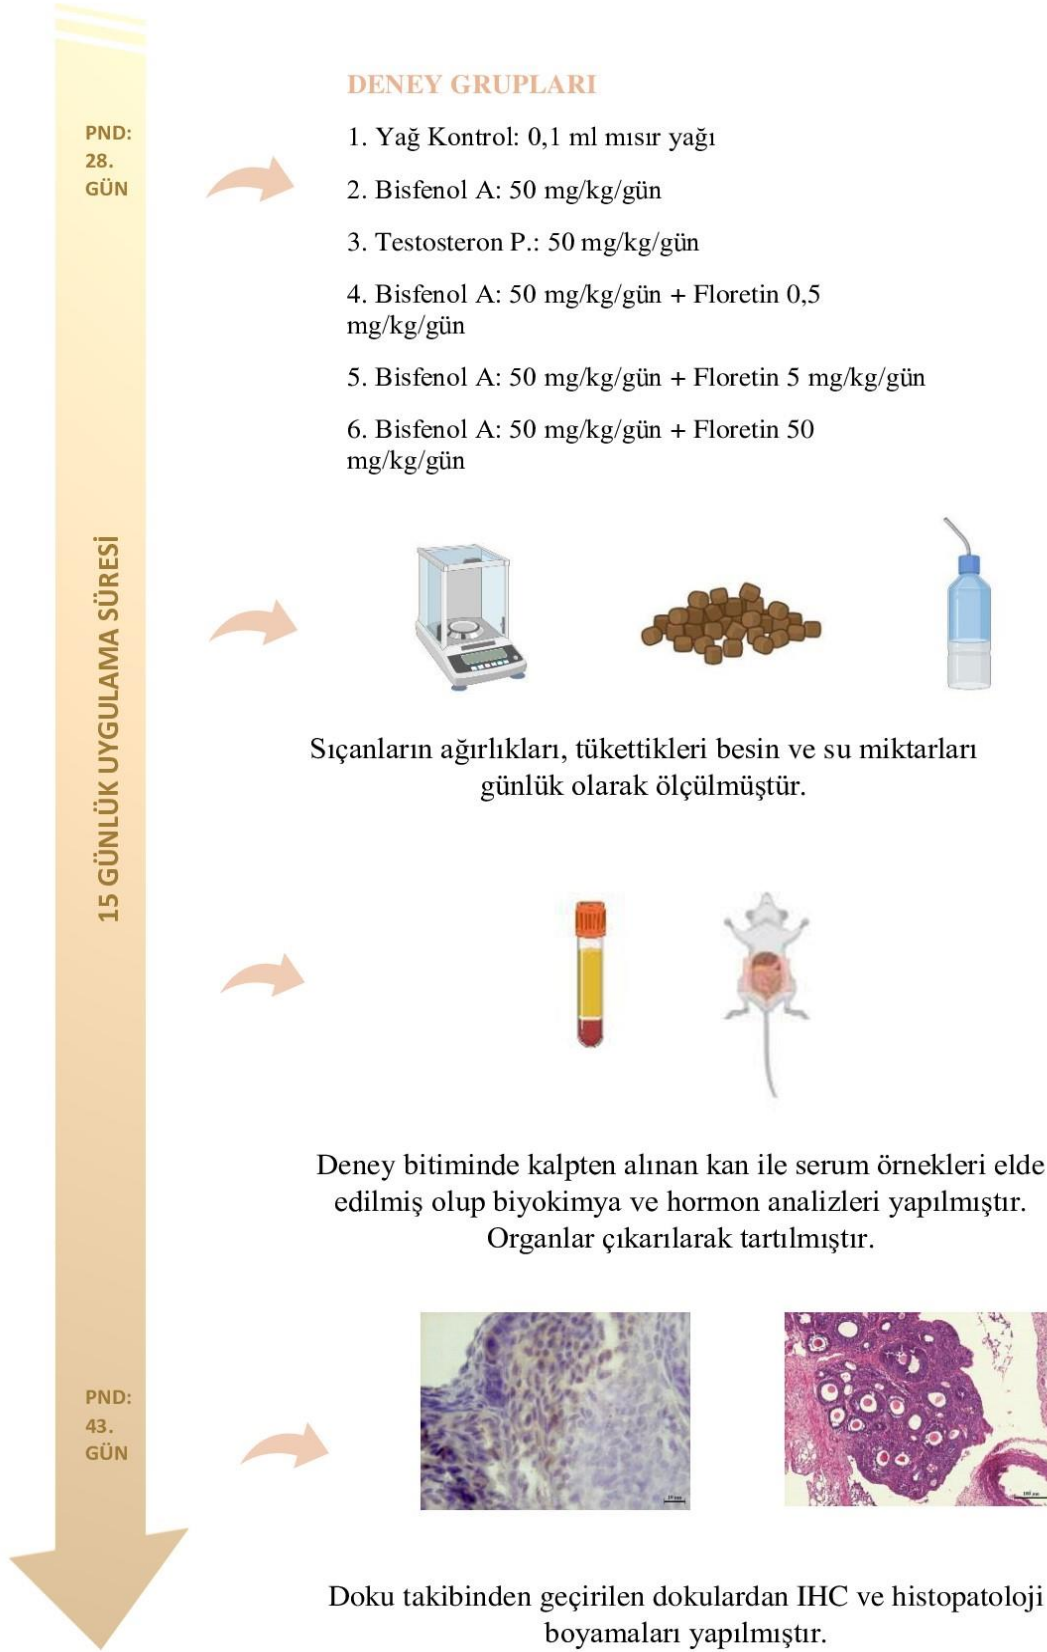 DENEY GRUPLARI
PND:
28.
GÜN
1. Yağ Kontrol: 0,1 ml mısır yağı
2. Bisfenol A: 50 mg/kg/gün
3. Testosteron P.: 50 mg/kg/gün
4. Bisfenol A: 50 mg/kg/gün + Floretin 0,5
mg/kg/gün
5. Bisfenol A: 50 mg/kg/gün + Floretin 5 mg/kg/gün
6. Bisfenol A: 50 mg/kg/gün + Floretin 50
mg/kg/gün
15 GÜNLÜK UYGULAMA SÜRESİ
Sıçanların ağırlıkları, tükettikleri besin ve su miktarları
günlük olarak ölçülmüştür.
Deney bitiminde kalpten alınan kan ile serum örnekleri elde
edilmiş olup biyokimya ve hormon analizleri yapılmıştır.
Organlar çıkarılarak tartılmıştır.
PND:
43.
GÜN
Doku takibinden geçirilen dokulardan IHC ve histopatoloji
boyamaları yapılmıştır.